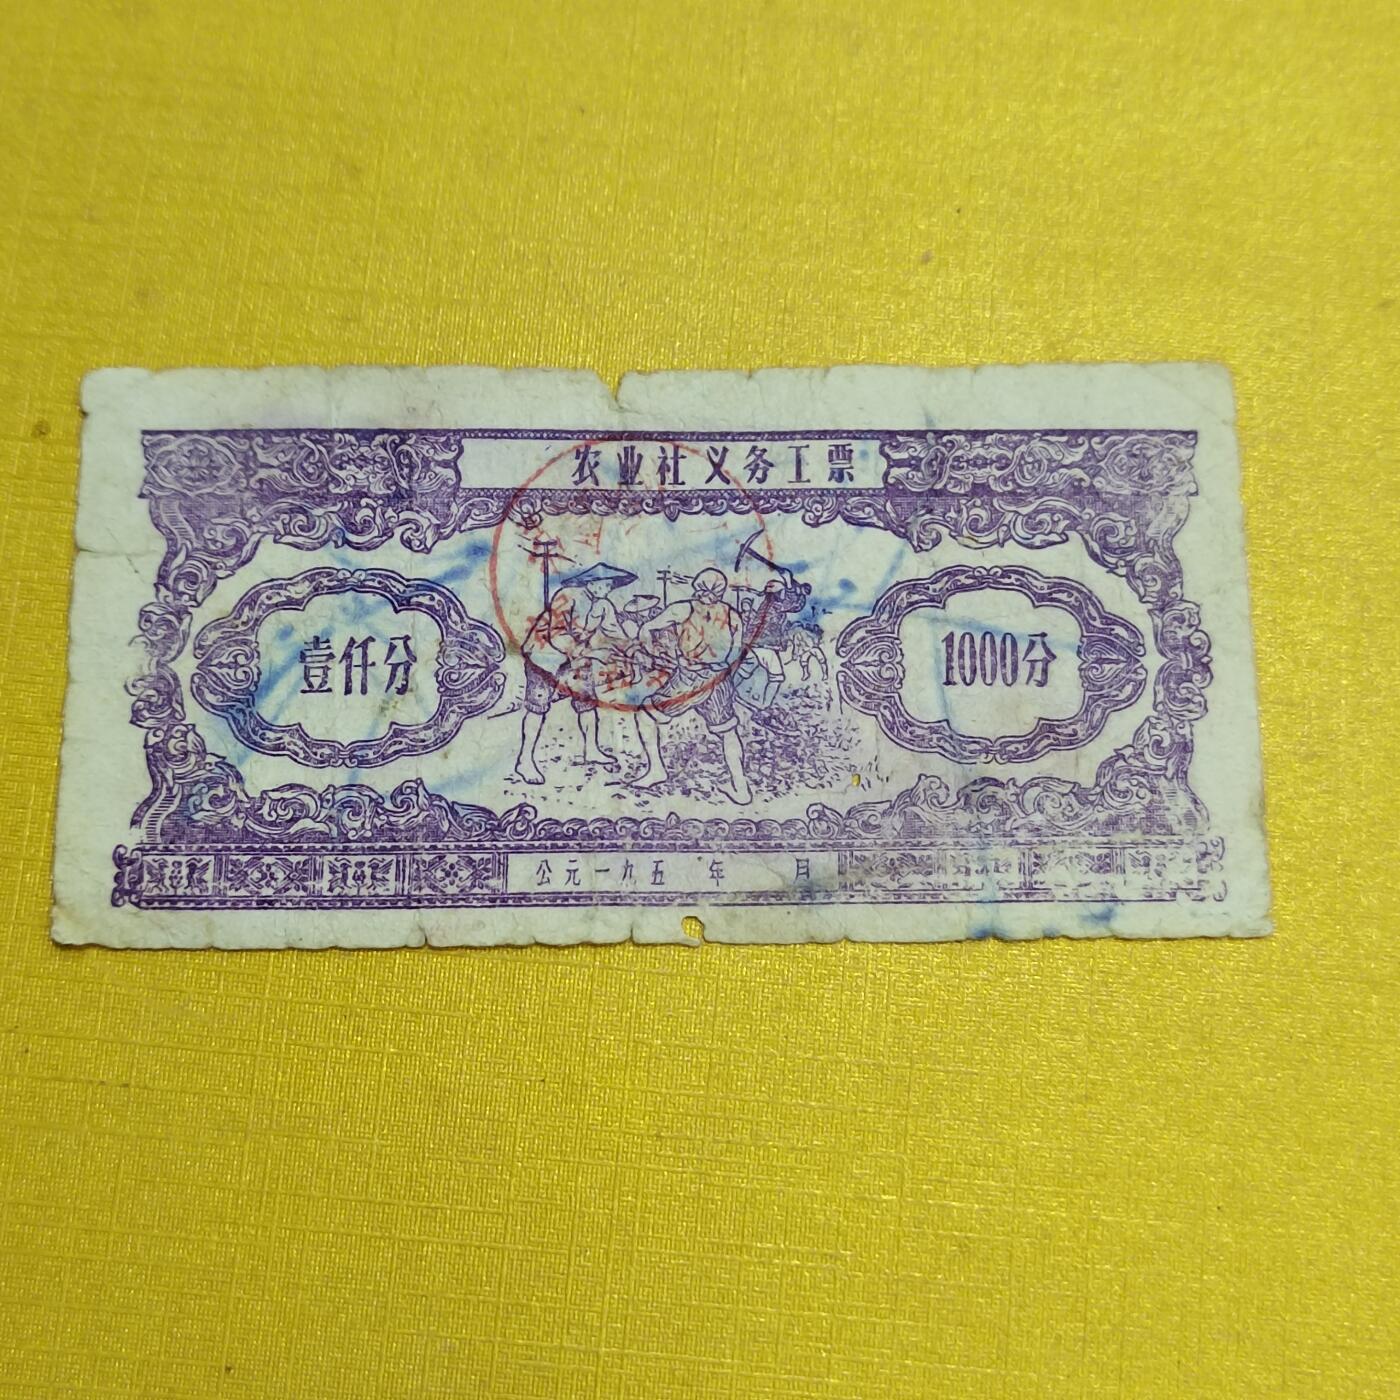 农业社义务工票
壹仟分
1000分
公元一九五 年 月